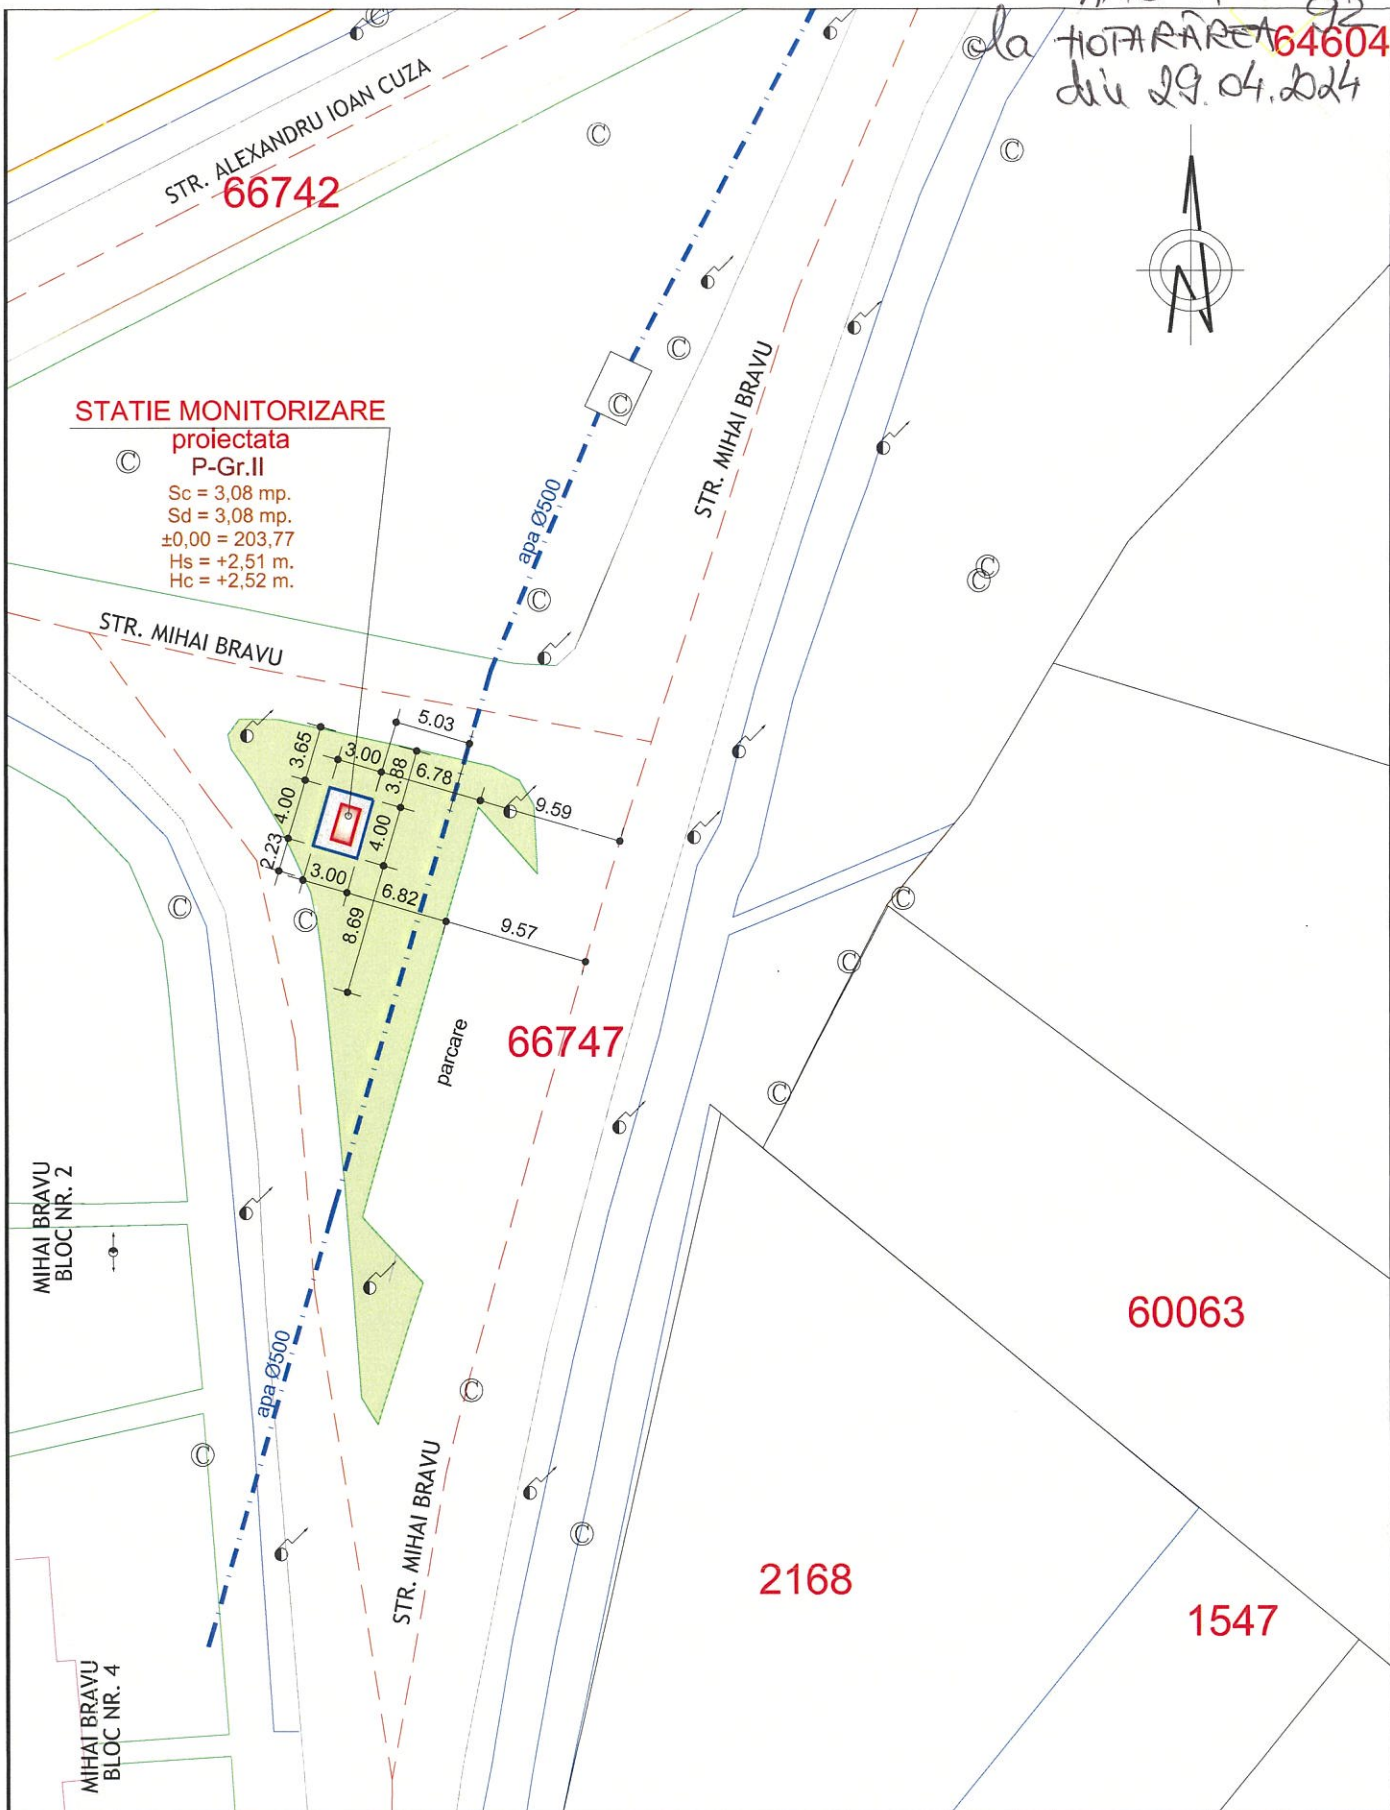 92
la HOTARÂREA
64604
din 29.04.2024
STR. ALEXANDRU IOAN CUZA
66742
STATIE MONITORIZARE
proiectata
P-Gr.II
Sc = 3,08 mp.
Sd = 3,08 mp.
±0,00 = 203,77
Hs = +2,51 m.
Hc = +2,52 m.
©
©
©
©
©
©
©
©
©
©
N
STR. MIHAI BRAVU
apa Ø500
STR. MIHAI BRAVU
5.03
3.65
3.00
3.88
6.78
9.59
4.00
4.00
2.23
3.00
6.82
8.69
9.57
©
©
©
©
©
66747
parcare
MIHAI BRAVU
BLOC NR. 2
60063
apa Ø500
©
©
©
STR. MIHAI BRAVU
2168
1547
MIHAI BRAVU
BLOC NR. 4